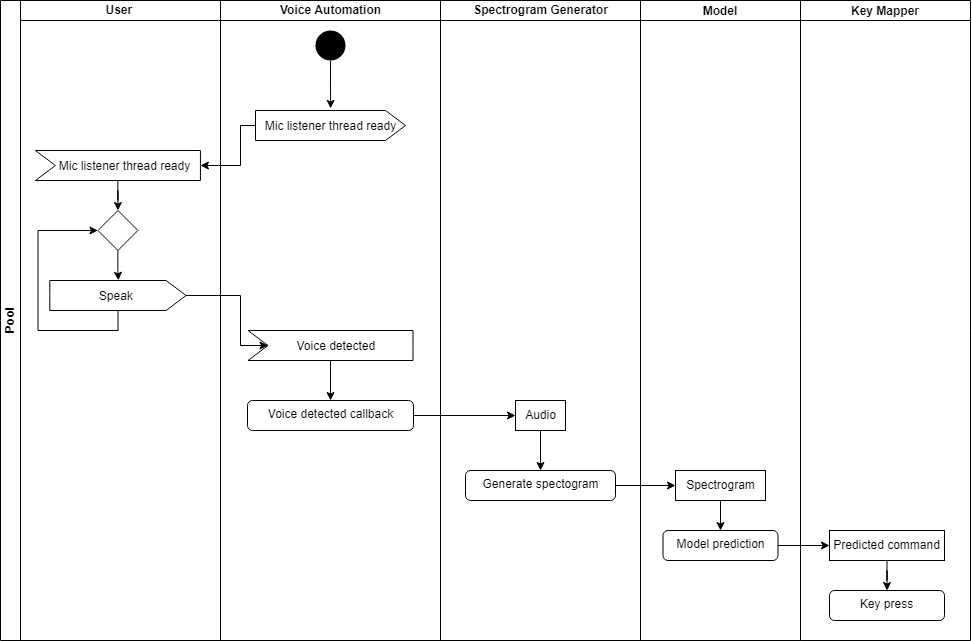 User
Voice Automation
Spectrogram Generator
Model
Key Mapper
Pool
Mic listener thread ready
Mic listener thread ready
Speak
Voice detected
Voice detected callback
Audio
Generate spectogram
Spectrogram
Model prediction
Predicted command
Key press